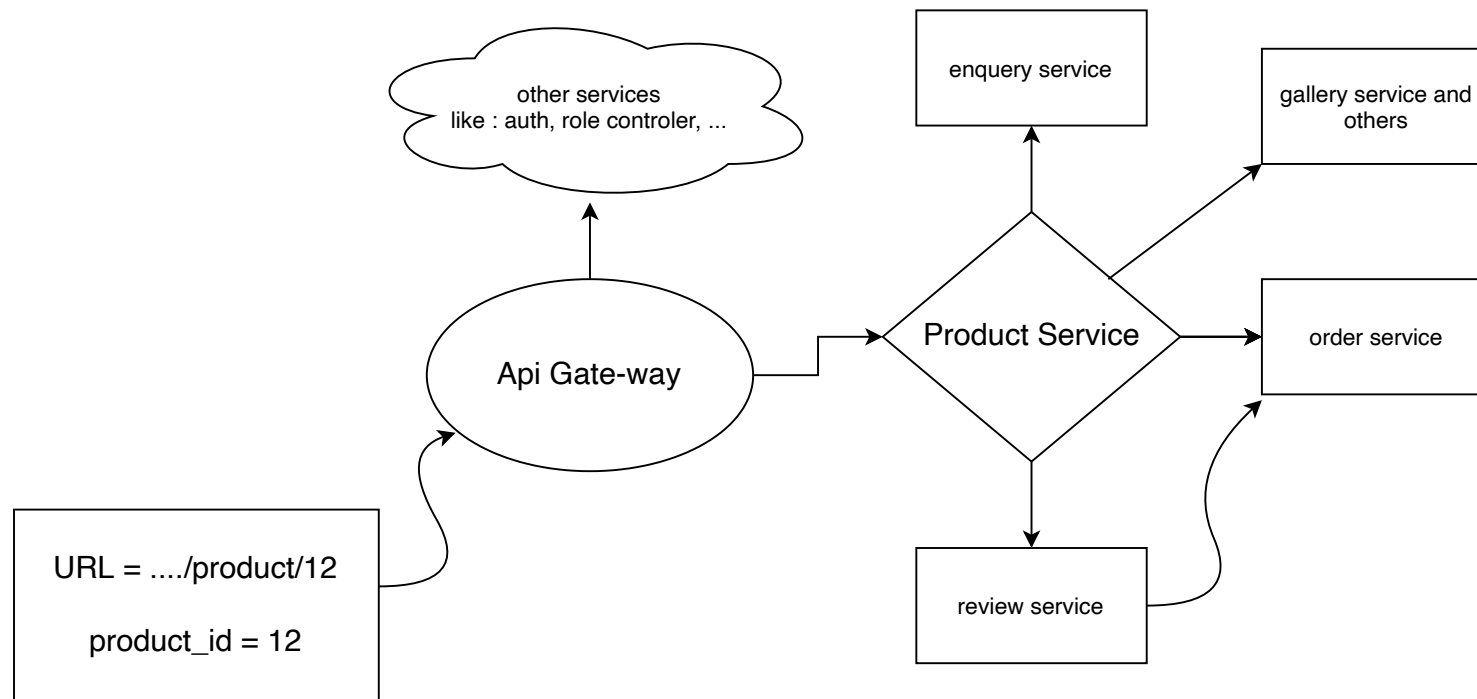 enquery service
other services
like : auth, role controler, ...
gallery service and
others
Product Service
order service
Api Gate-way
URL = ..../product/12
product_id = 12
review service